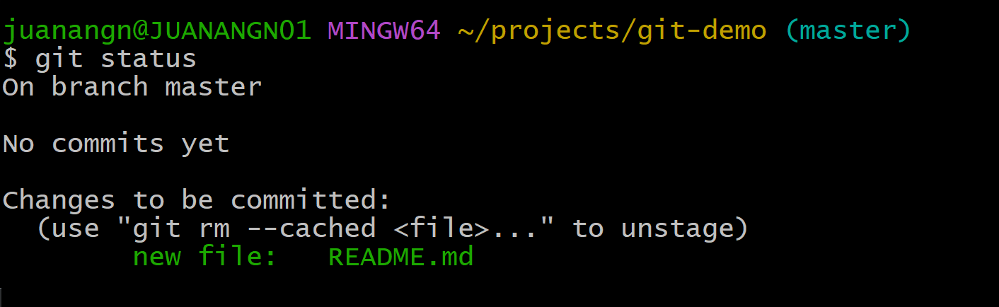 juanangn@JUANANGN01 MINGW64 ~/projects/git-demo (master)
$ git status
On branch master
No commits yet
Changes to be committed:
  (use "git rm --cached <file>..." to unstage)
        new file:   README.md